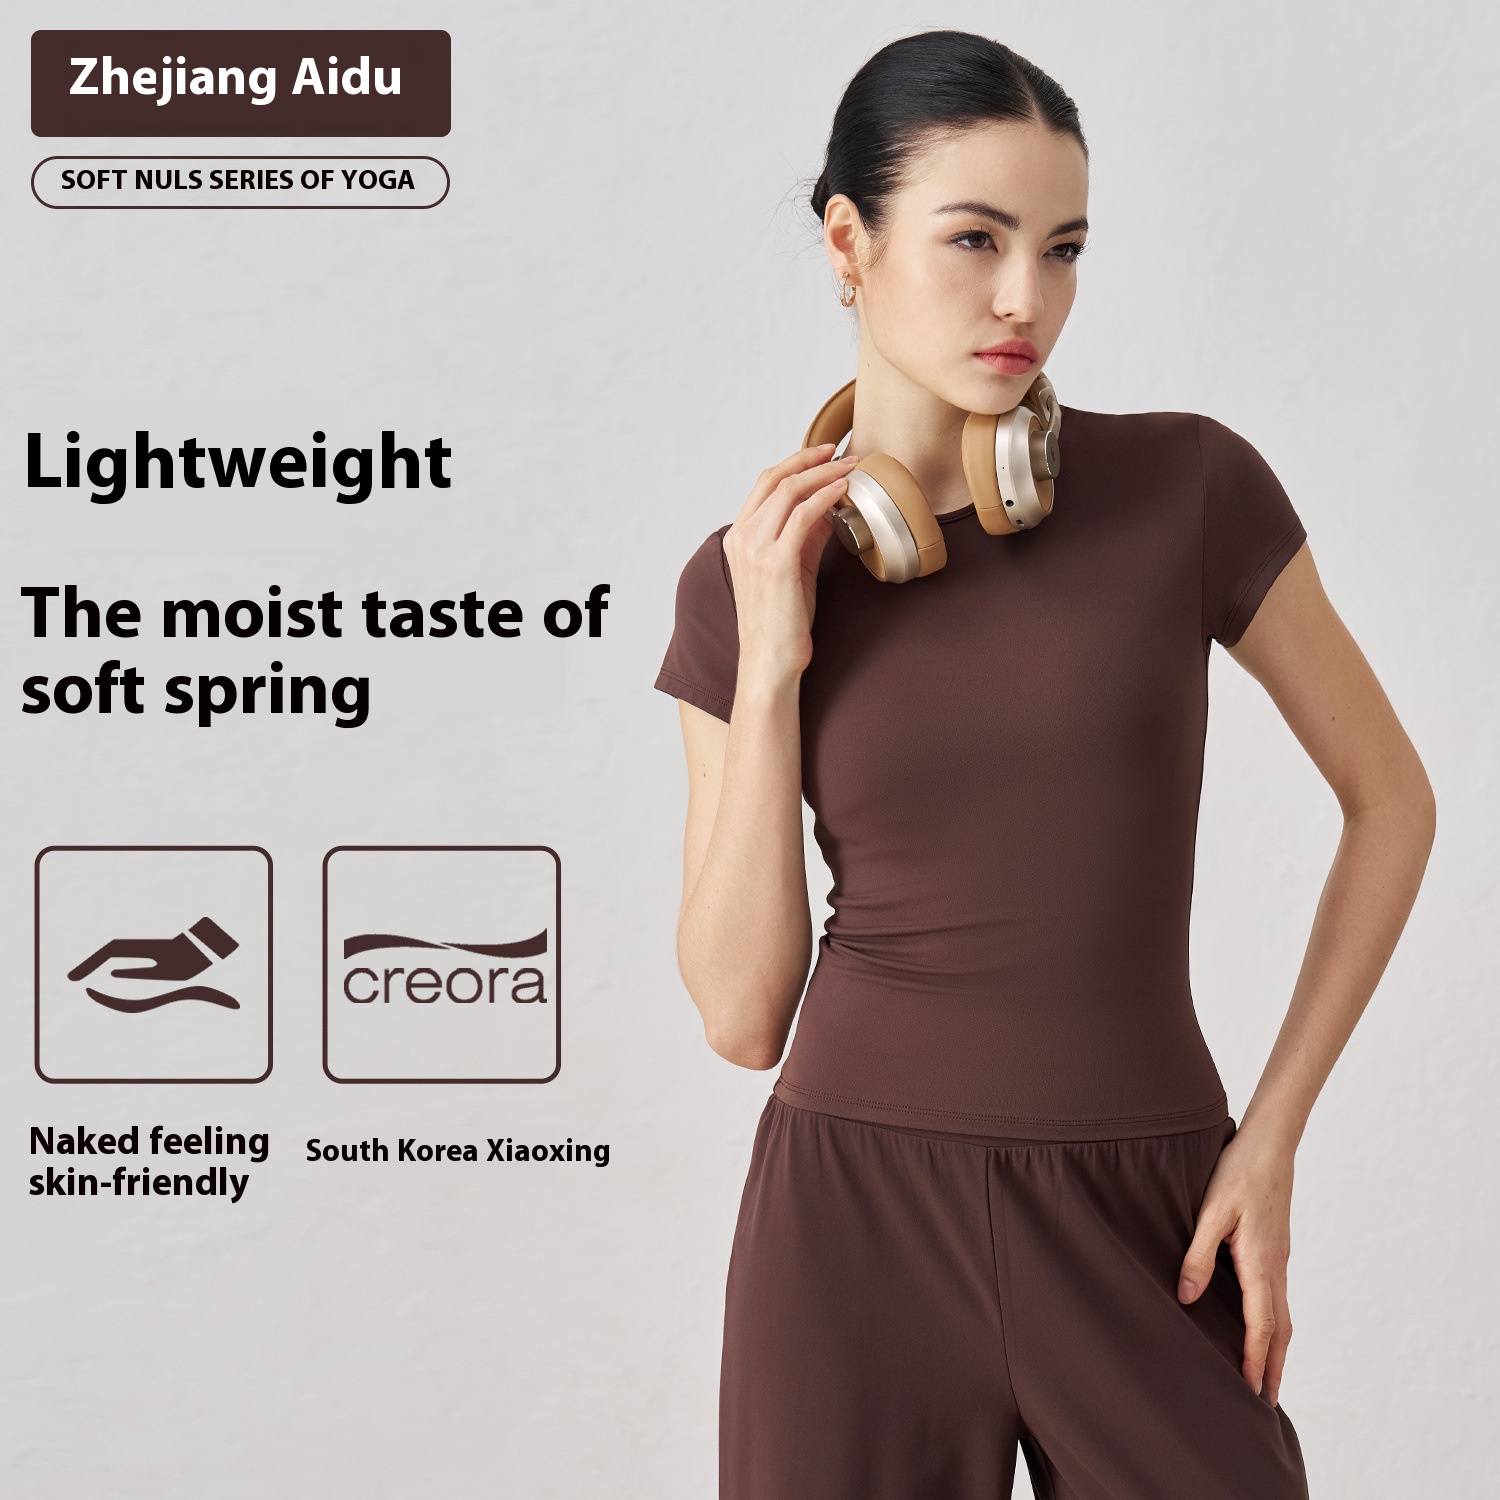 Zhejiang Aidu
SOFT NULS SERIES OF YOGA
Lightweight
The moist taste of
soft spring
creora
Naked feeling
skin-friendly
South Korea Xiaoxing